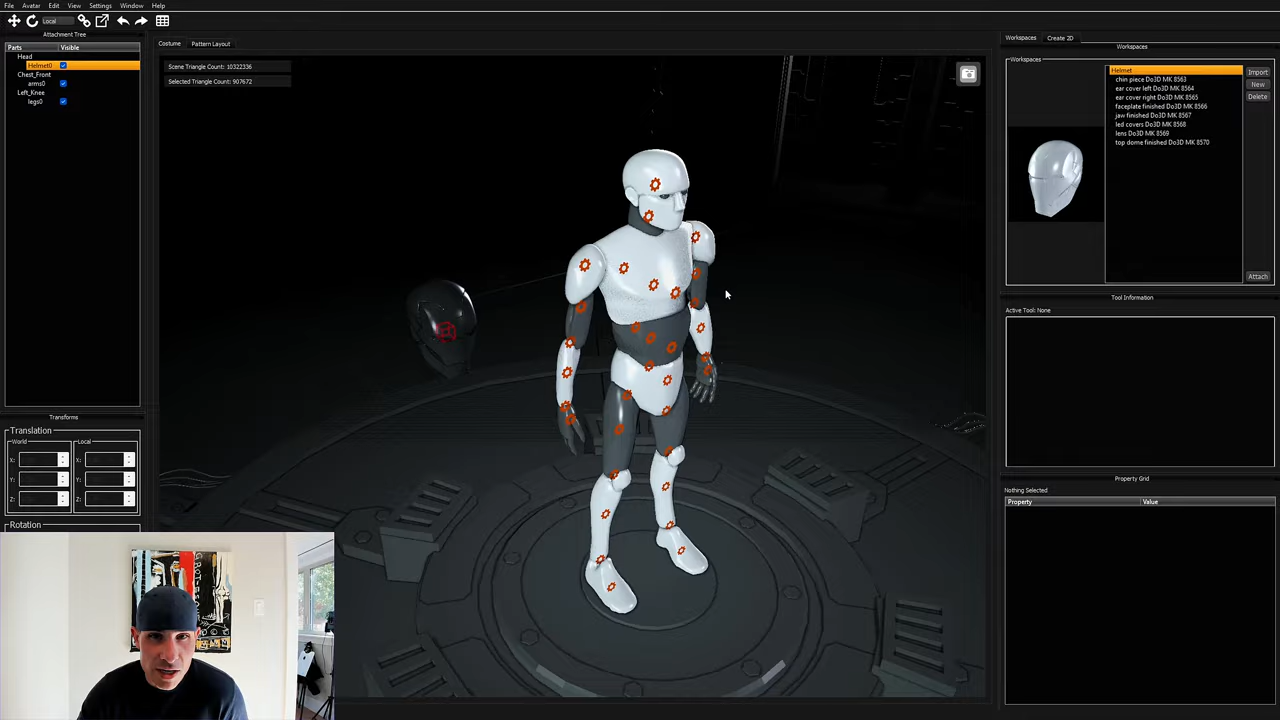 File Avatar Edit View Settings Window Help
Local
Attachment Tree
Parts Visible
Head
Helmet0
Chest_Front
arms0
Left_Knee
legs0
Transforms
Translation
World Local
X: X:
Y: Y:
Z: Z:
Rotation
Costume Pattern Layout
Scene Triangle Count: 10322336
Selected Triangle Count: 907672
Workspaces Create 2D
Workspaces
Workspaces
Helmet
chin piece Do3D MK 8563
ear cover left Do3D MK 8564
ear cover right Do3D MK 8565
faceplate finished Do3D MK 8566
jaw finished Do3D MK 8567
led covers Do3D MK 8568
lens Do3D MK 8569
top dome finished Do3D MK 8570
Import
New
Delete
Attach
Tool Information
Active Tool: None
Property Grid
Nothing Selected
Property Value